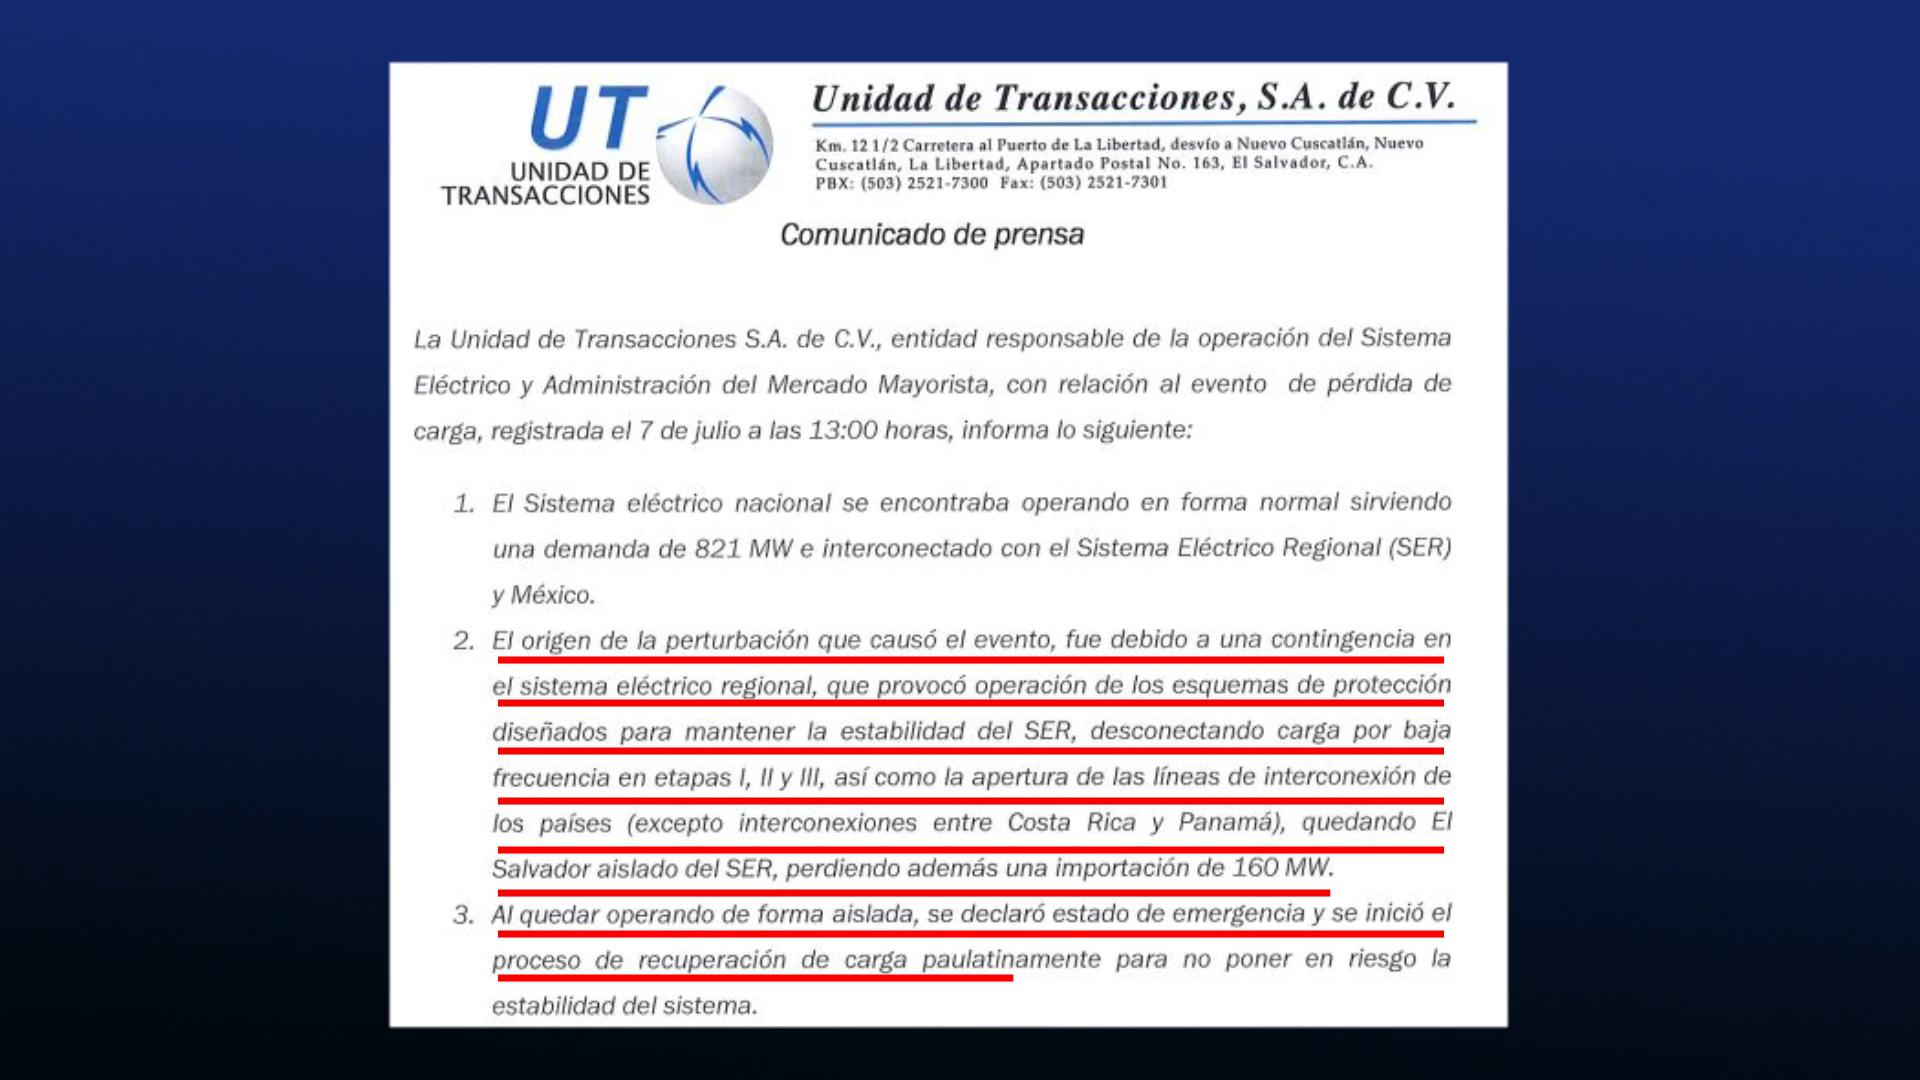 UT
UNIDAD DE
TRANSACCIONES
Unidad de Transacciones, S.A. de C.V.
Km. 12 1/2 Carretera al Puerto de La Libertad, desvío a Nuevo Cuscatlán, Nuevo
Cuscatlán, La Libertad, Apartado Postal No. 163, El Salvador, C.A.
PBX: (503) 2521-7300 Fax: (503) 2521-7301
Comunicado de prensa
La Unidad de Transacciones S.A. de C.V., entidad responsable de la operación del Sistema
Eléctrico y Administración del Mercado Mayorista, con relación al evento de pérdida de
carga, registrada el 7 de julio a las 13:00 horas, informa lo siguiente:
1. El Sistema eléctrico nacional se encontraba operando en forma normal sirviendo
una demanda de 821 MW e interconectado con el Sistema Eléctrico Regional (SER)
y México.
2. El origen de la perturbación que causó el evento, fue debido a una contingencia en
el sistema eléctrico regional, que provocó operación de los esquemas de protección
diseñados para mantener la estabilidad del SER, desconectando carga por baja
frecuencia en etapas I, II y III, así como la apertura de las líneas de interconexión de
los países (excepto interconexiones entre Costa Rica y Panamá), quedando El
Salvador aislado del SER, perdiendo además una importación de 160 MW.
3. Al quedar operando de forma aislada, se declaró estado de emergencia y se inició el
proceso de recuperación de carga paulatinamente para no poner en riesgo la
estabilidad del sistema.